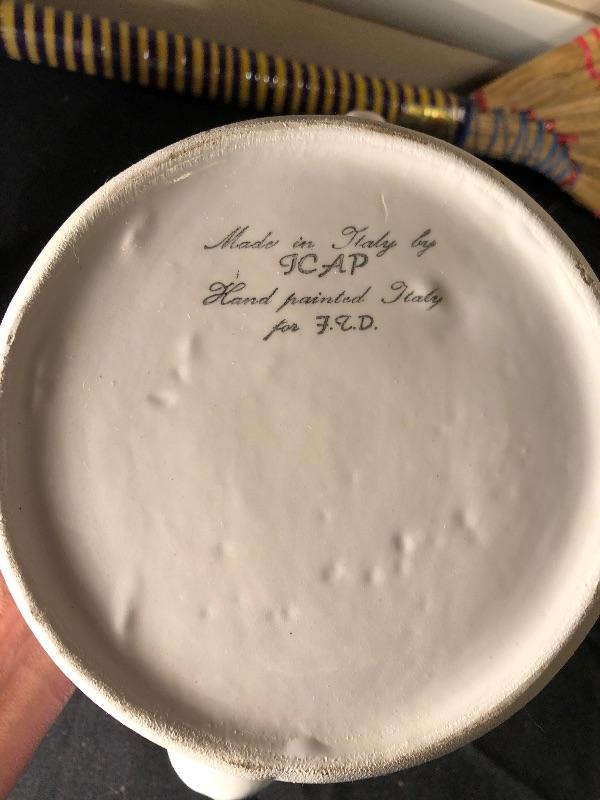 Made in Italy by
ICAP
Hand painted Italy
for F.T.D.